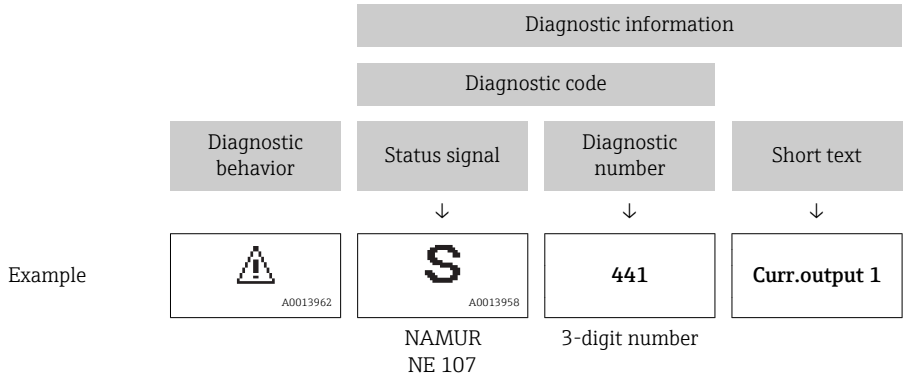 Diagnostic information
Diagnostic code
Diagnostic behavior
Status signal
Diagnostic number
Short text
↓ ↓ ↓
Example
A0013962
S
A0013958
441
Curr.output 1
NAMUR
NE 107
3-digit number